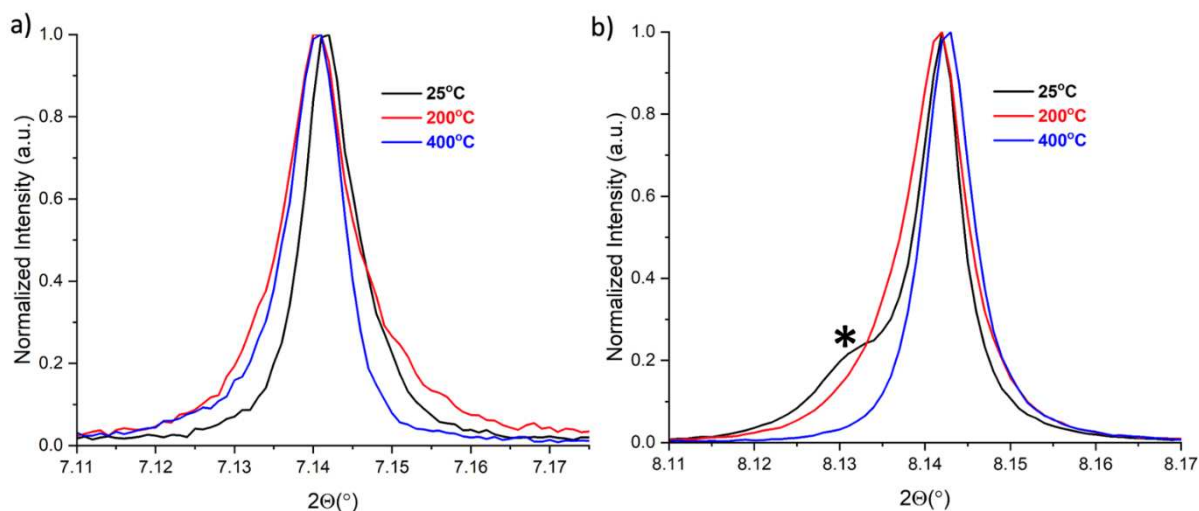 a)
Normalized Intensity (a.u.)
1.0
0.8
0.6
0.4
0.2
0.0
25°C
200°C
400°C
7.11 7.12 7.13 7.14 7.15 7.16 7.17
2Θ(°)
b)
Normalized Intensity (a.u.)
1.0
0.8
0.6
0.4
0.2
0.0
25°C
200°C
400°C
*
8.11 8.12 8.13 8.14 8.15 8.16 8.17
2Θ(°)